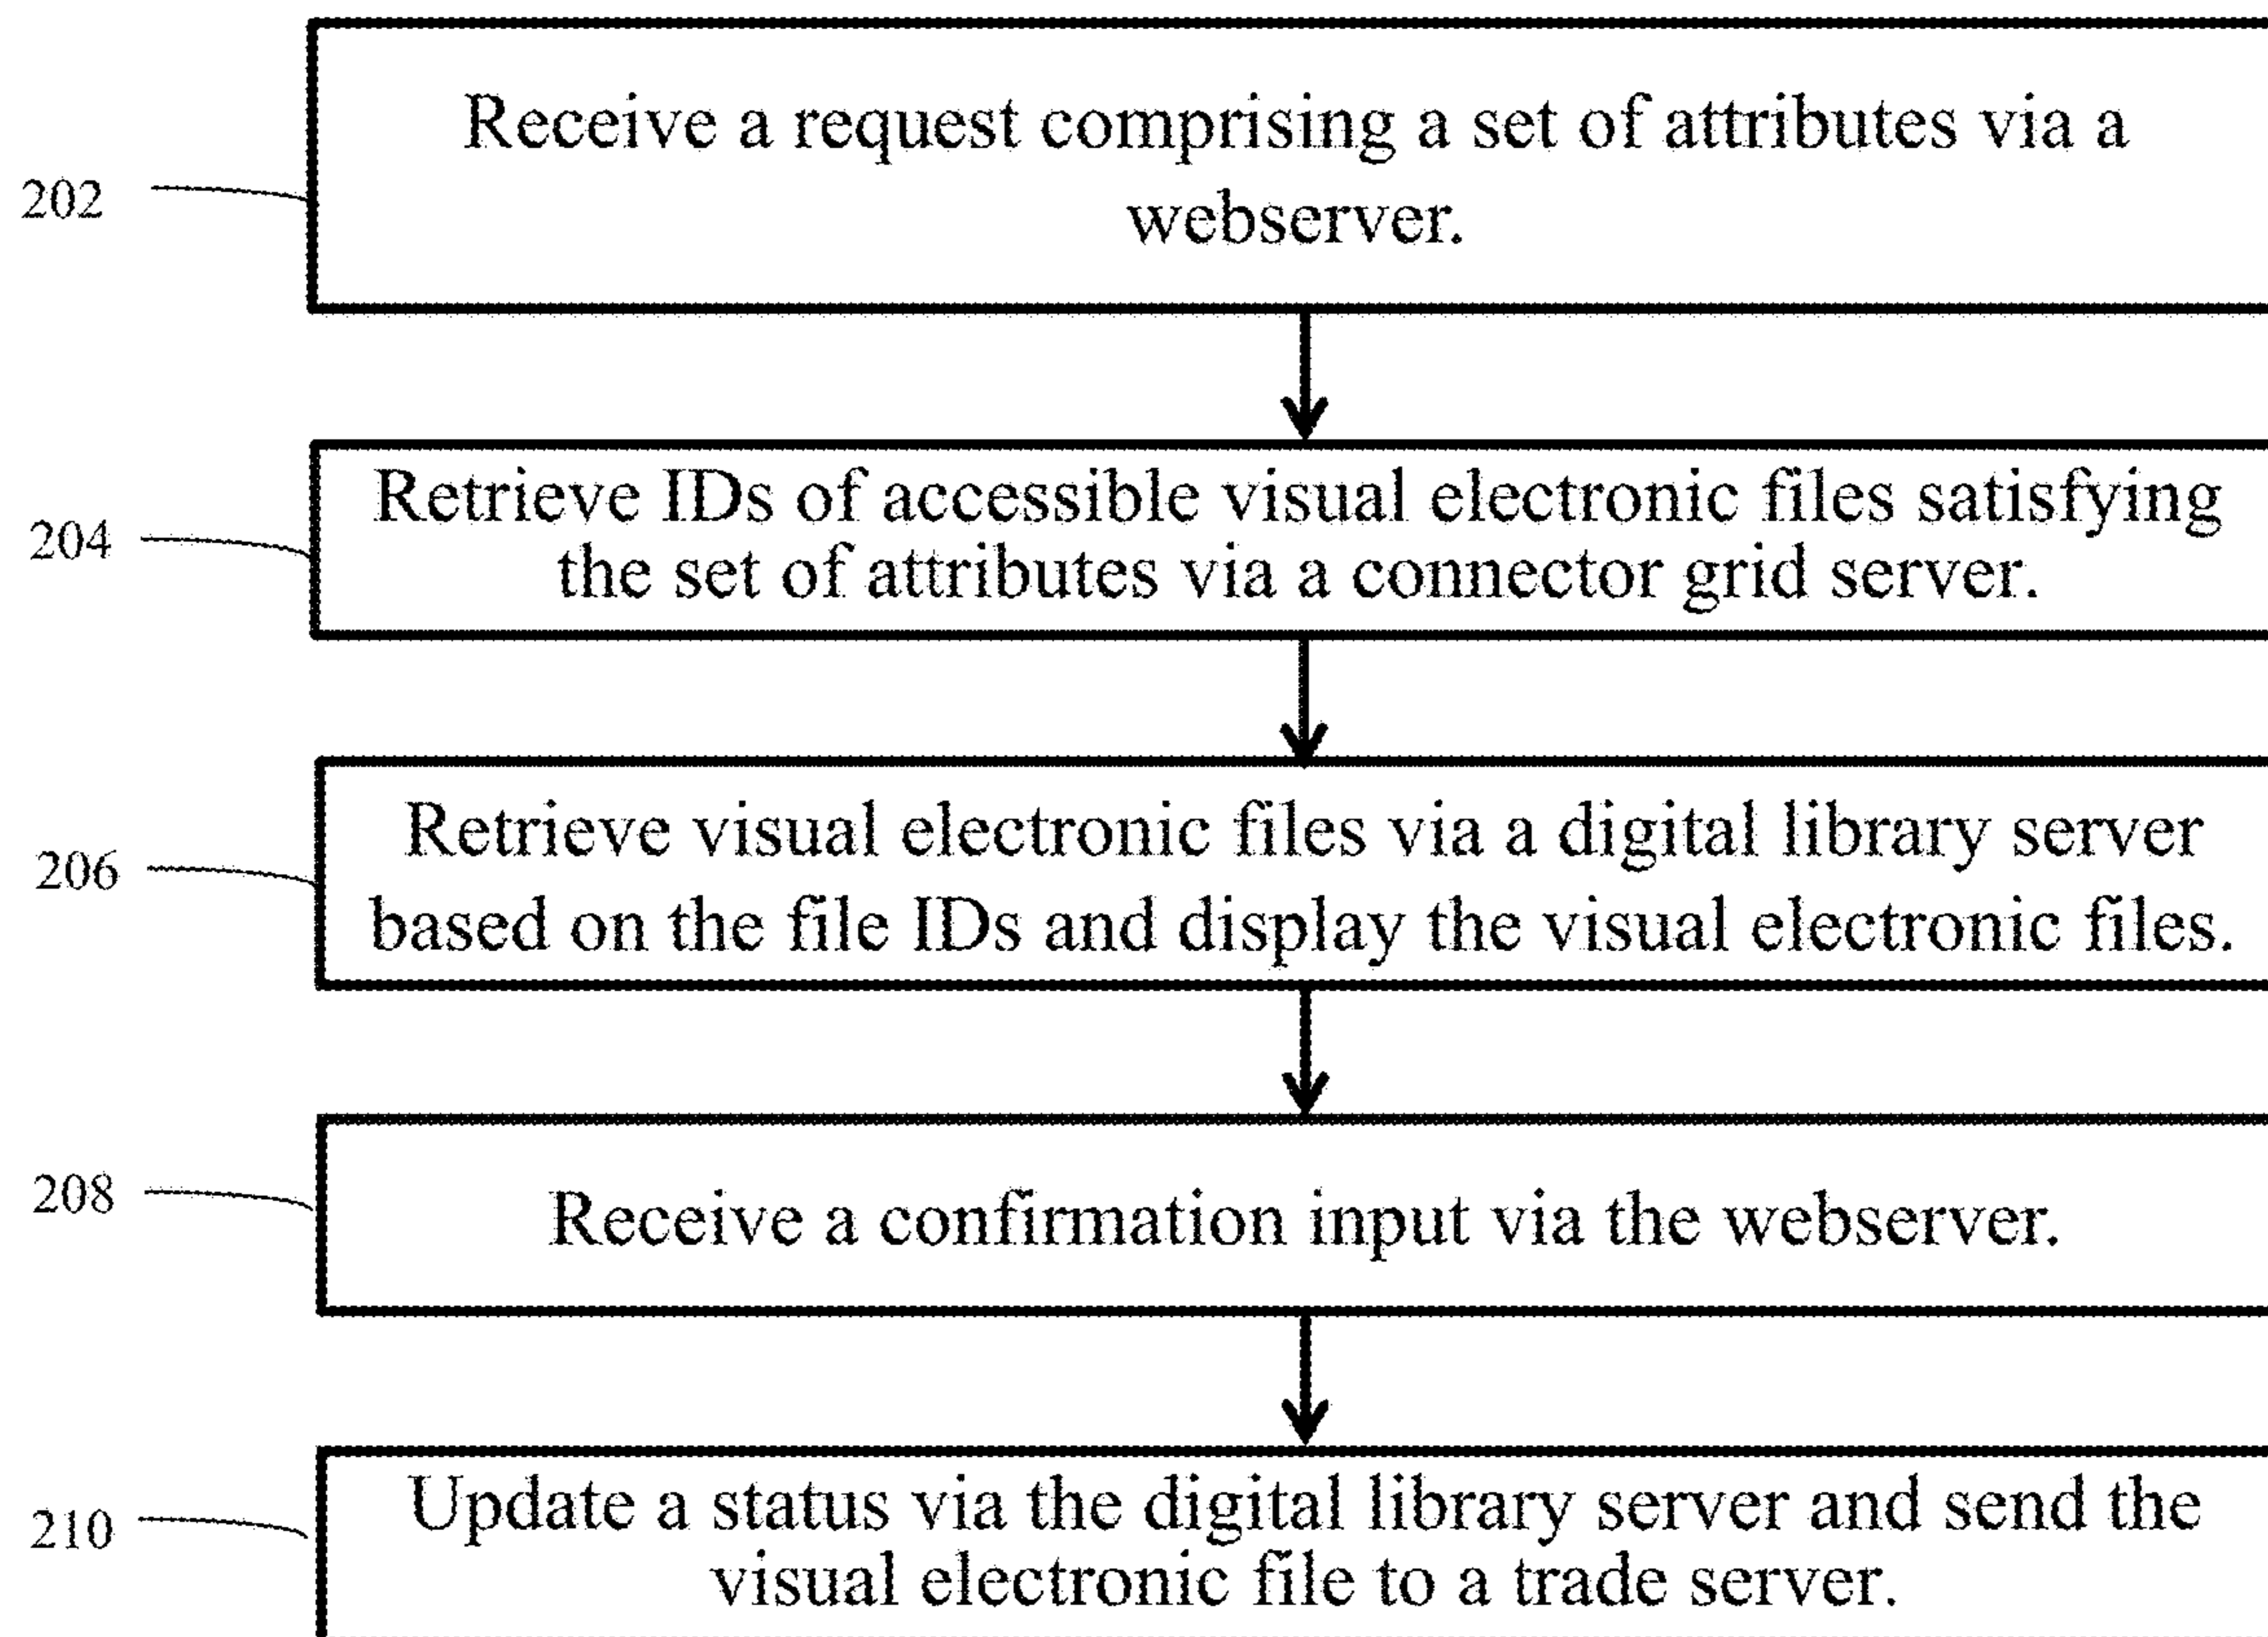 Receive a request comprising a set of attributes via a
webserver.
202
Retrieve IDs of accessible visual electronic files satisfying
the set of attributes via a connector grid server.
204
Retrieve visual electronic files via a digital library server
based on the file IDs and display the visual electronic files.
206
Receive a confirmation input via the webserver.
208
Update a status via the digital library server and send the
visual electronic file to a trade server.
210